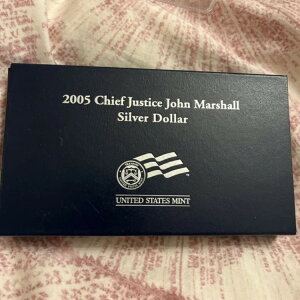 2005 Chief Justice John Marshall
Silver Dollar
UNITED STATES MINT